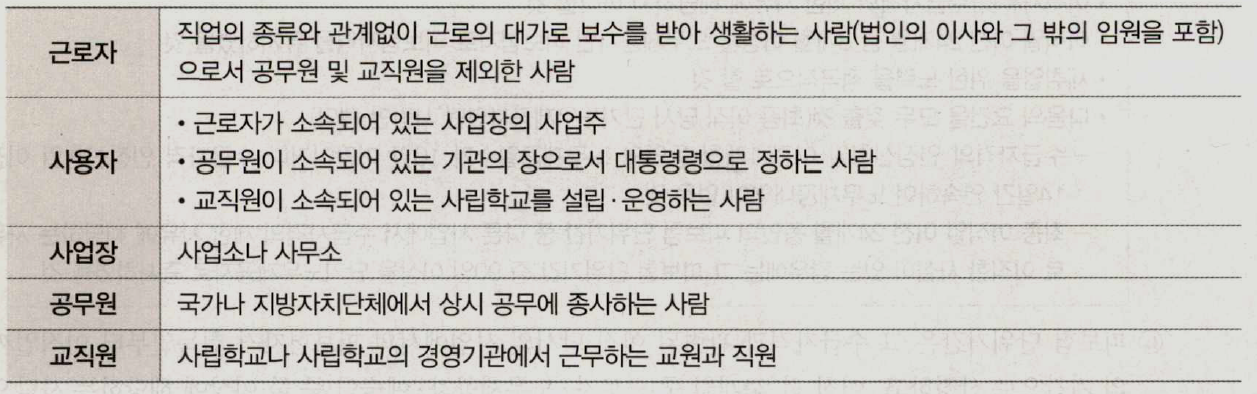 근로자
직업의 종류와 관계없이 근로의 대가로 보수를 받아 생활하는 사람(법인의 이사와 그 밖의 임원을 포함)
으로서 공무원 및 교직원을 제외한 사람
사용자
• 근로자가 소속되어 있는 사업장의 사업주
• 공무원이 소속되어 있는 기관의 장으로서 대통령령으로 정하는 사람
• 교직원이 소속되어 있는 사립학교를 설립·운영하는 사람
사업장
사업소나 사무소
공무원
국가나 지방자치단체에서 상시 공무에 종사하는 사람
교직원
사립학교나 사립학교의 경영기관에서 근무하는 교원과 직원